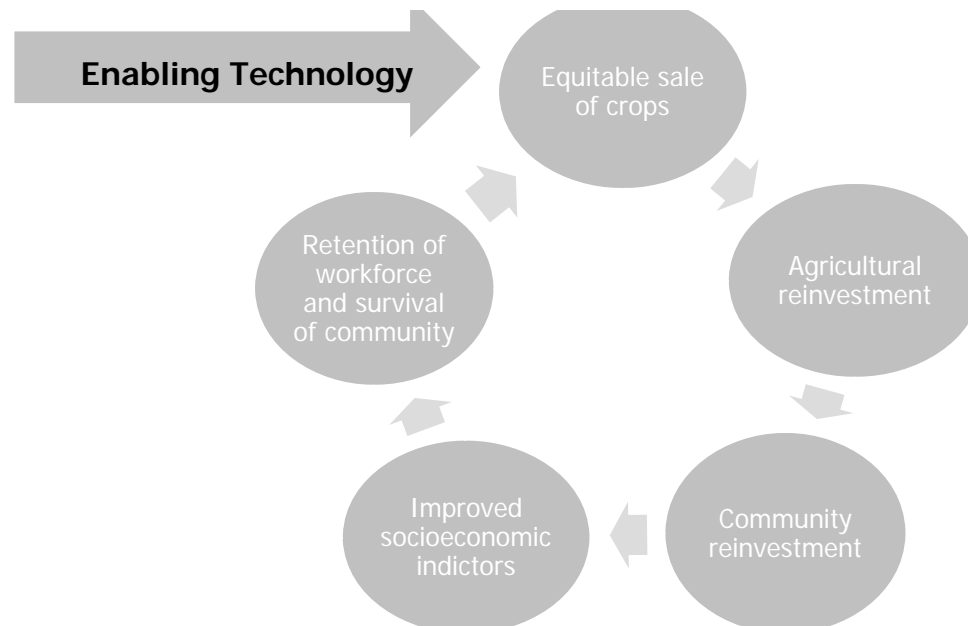 Enabling Technology
Equitable sale
of crops
Agricultural
reinvestment
Community
reinvestment
Improved
socioeconomic
indictors
Retention of
workforce
and survival
of community